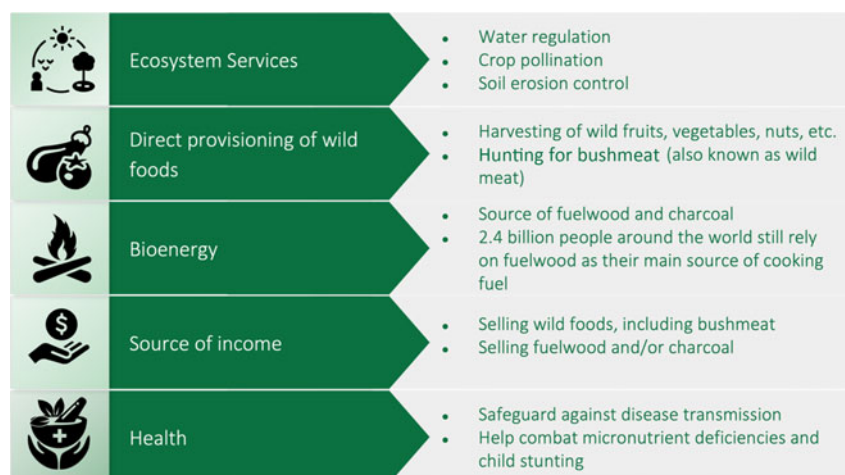 Ecosystem Services
• Water regulation
• Crop pollination
• Soil erosion control
Direct provisioning of wild
foods
• Harvesting of wild fruits, vegetables, nuts, etc.
• Hunting for bushmeat (also known as wild
meat)
Bioenergy
• Source of fuelwood and charcoal
• 2.4 billion people around the world still rely
on fuelwood as their main source of cooking
fuel
$
Source of income
• Selling wild foods, including bushmeat
• Selling fuelwood and/or charcoal
Health
• Safeguard against disease transmission
• Help combat micronutrient deficiencies and
child stunting